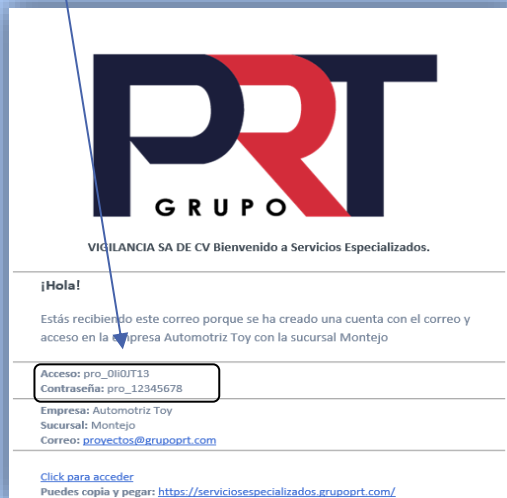 PRT
GRUPO
VIGILANCIA SA DE CV Bienvenido a Servicios Especializados.
¡Hola!
Estás recibiendo este correo porque se ha creado una cuenta con el correo y
acceso en la empresa Automotriz Toy con la sucursal Montejo
Acceso: pro_0li0JT13
Contraseña: pro_12345678
Empresa: Automotriz Toy
Sucursal: Montejo
Correo: proyectos@grupoprt.com
Click para acceder
Puedes copia y pegar: https://serviciosespecializados.grupoprt.com/